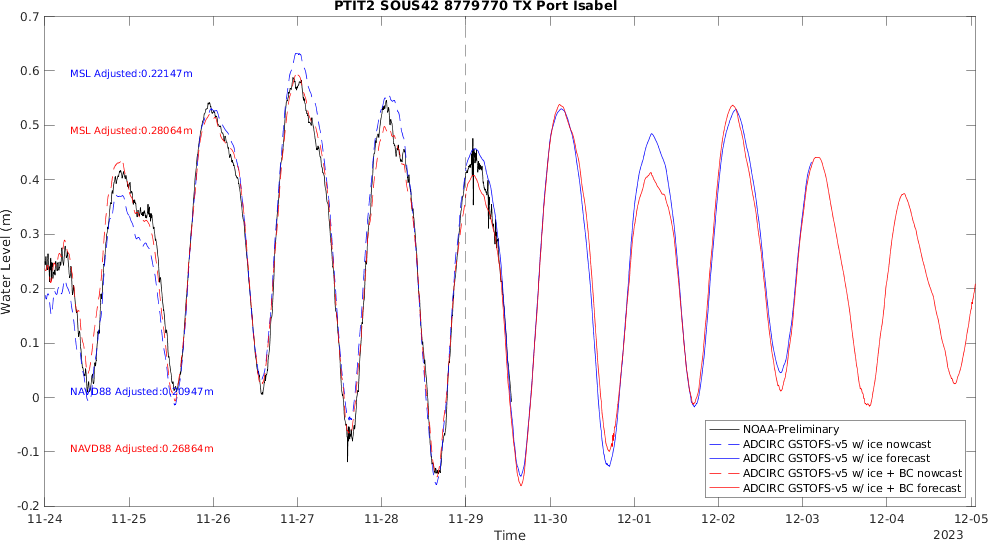 PTIT2 SOUS42 8779770 TX Port Isabel
0.7
0.6
0.5
0.4
0.3
0.2
0.1
0
-0.1
-0.2
Water Level (m)
MSL Adjusted:0.22147m
MSL Adjusted:0.28064m
NAVD88 Adjusted:0.20947m
NAVD88 Adjusted:0.26864m
NOAA-Preliminary
ADCIRC GSTOFS-v5 w/ ice nowcast
ADCIRC GSTOFS-v5 w/ ice forecast
ADCIRC GSTOFS-v5 w/ice + BC nowcast
ADCIRC GSTOFS-v5 w/ice + BC forecast
11-24 11-25 11-26 11-27 11-28 11-29 11-30 12-01 12-02 12-03 12-04 12-05
Time
2023